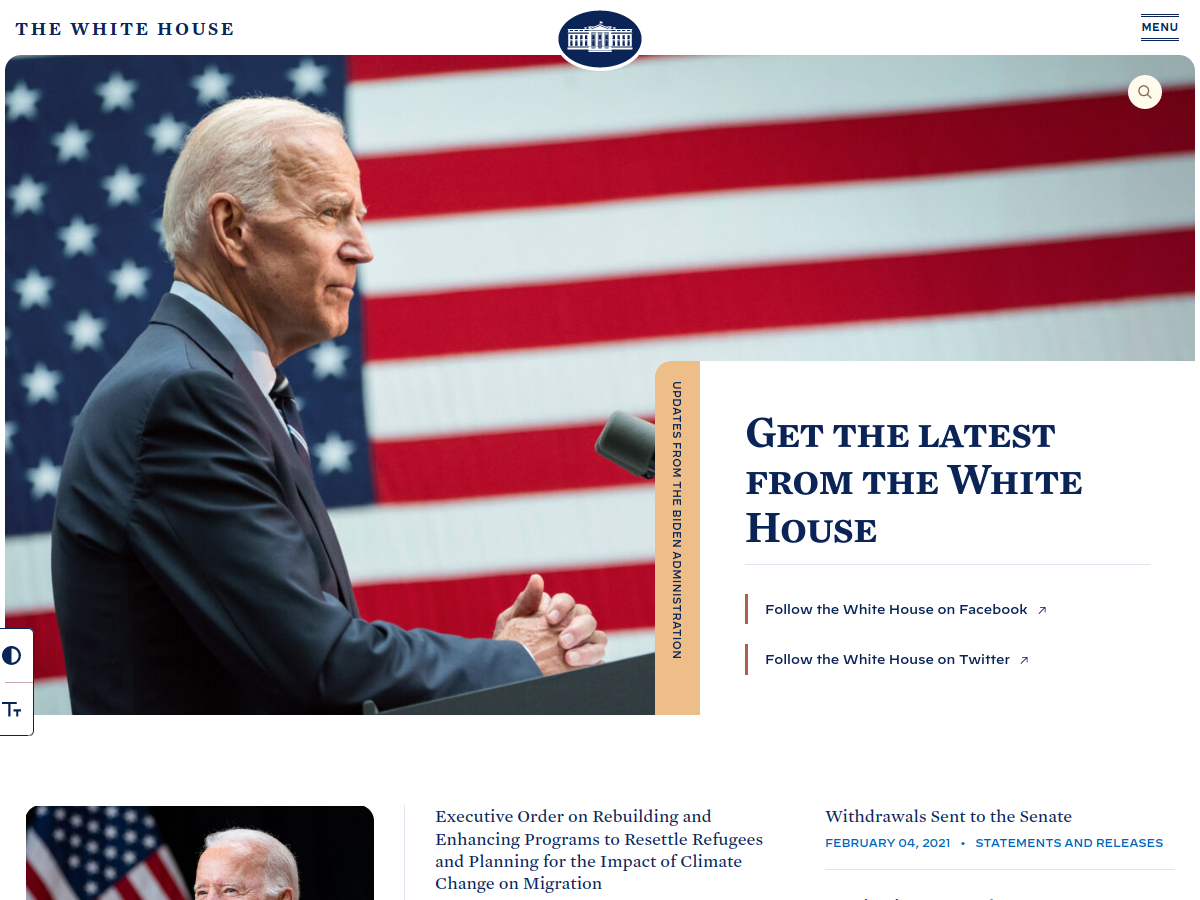 THE WHITE HOUSE
MENU
UPDATES FROM THE BIDEN ADMINISTRATION
Get the latest
from the White
House
Follow the White House on Facebook
Follow the White House on Twitter
Executive Order on Rebuilding and
Enhancing Programs to Resettle Refugees
and Planning for the Impact of Climate
Change on Migration
Withdrawals Sent to the Senate
FEBRUARY 04, 2021 • STATEMENTS AND RELEASES